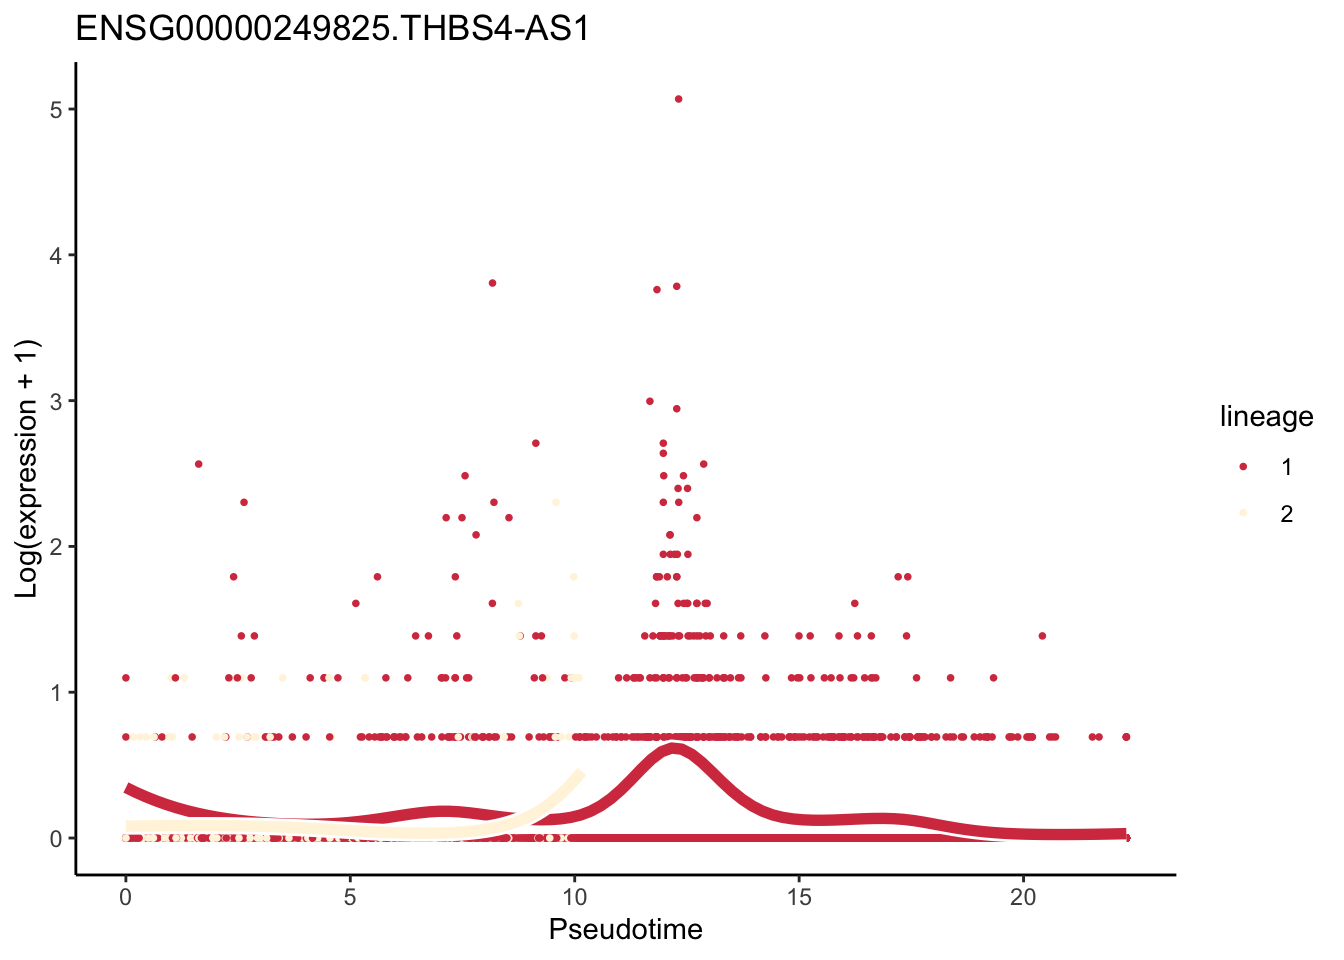 ENSG00000249825.THBS4-AS1
5
4
3
2
1
0
Log(expression + 1)
0 5 10 15 20
Pseudotime
lineage
1
2